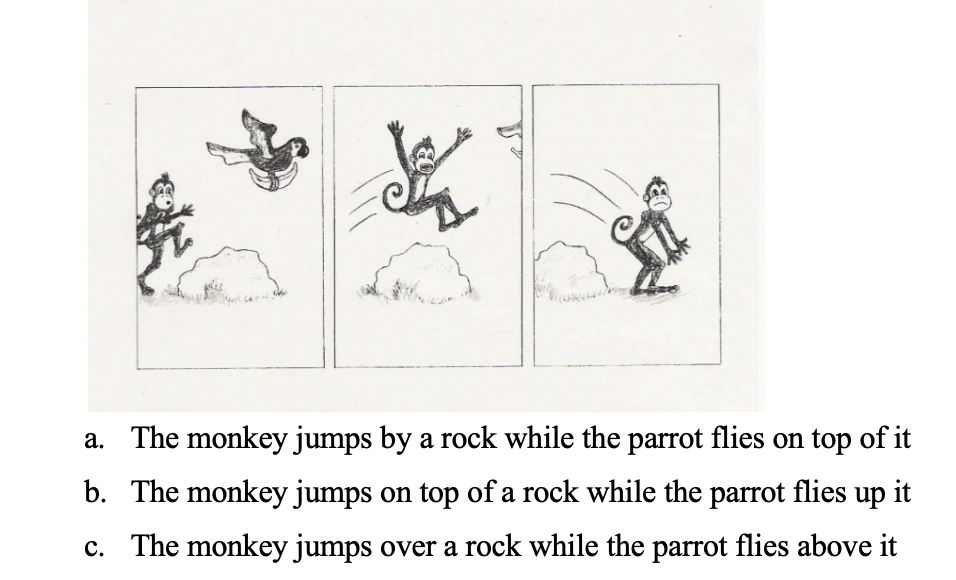 a. The monkey jumps by a rock while the parrot flies on top of it
b. The monkey jumps on top of a rock while the parrot flies up it
c. The monkey jumps over a rock while the parrot flies above it